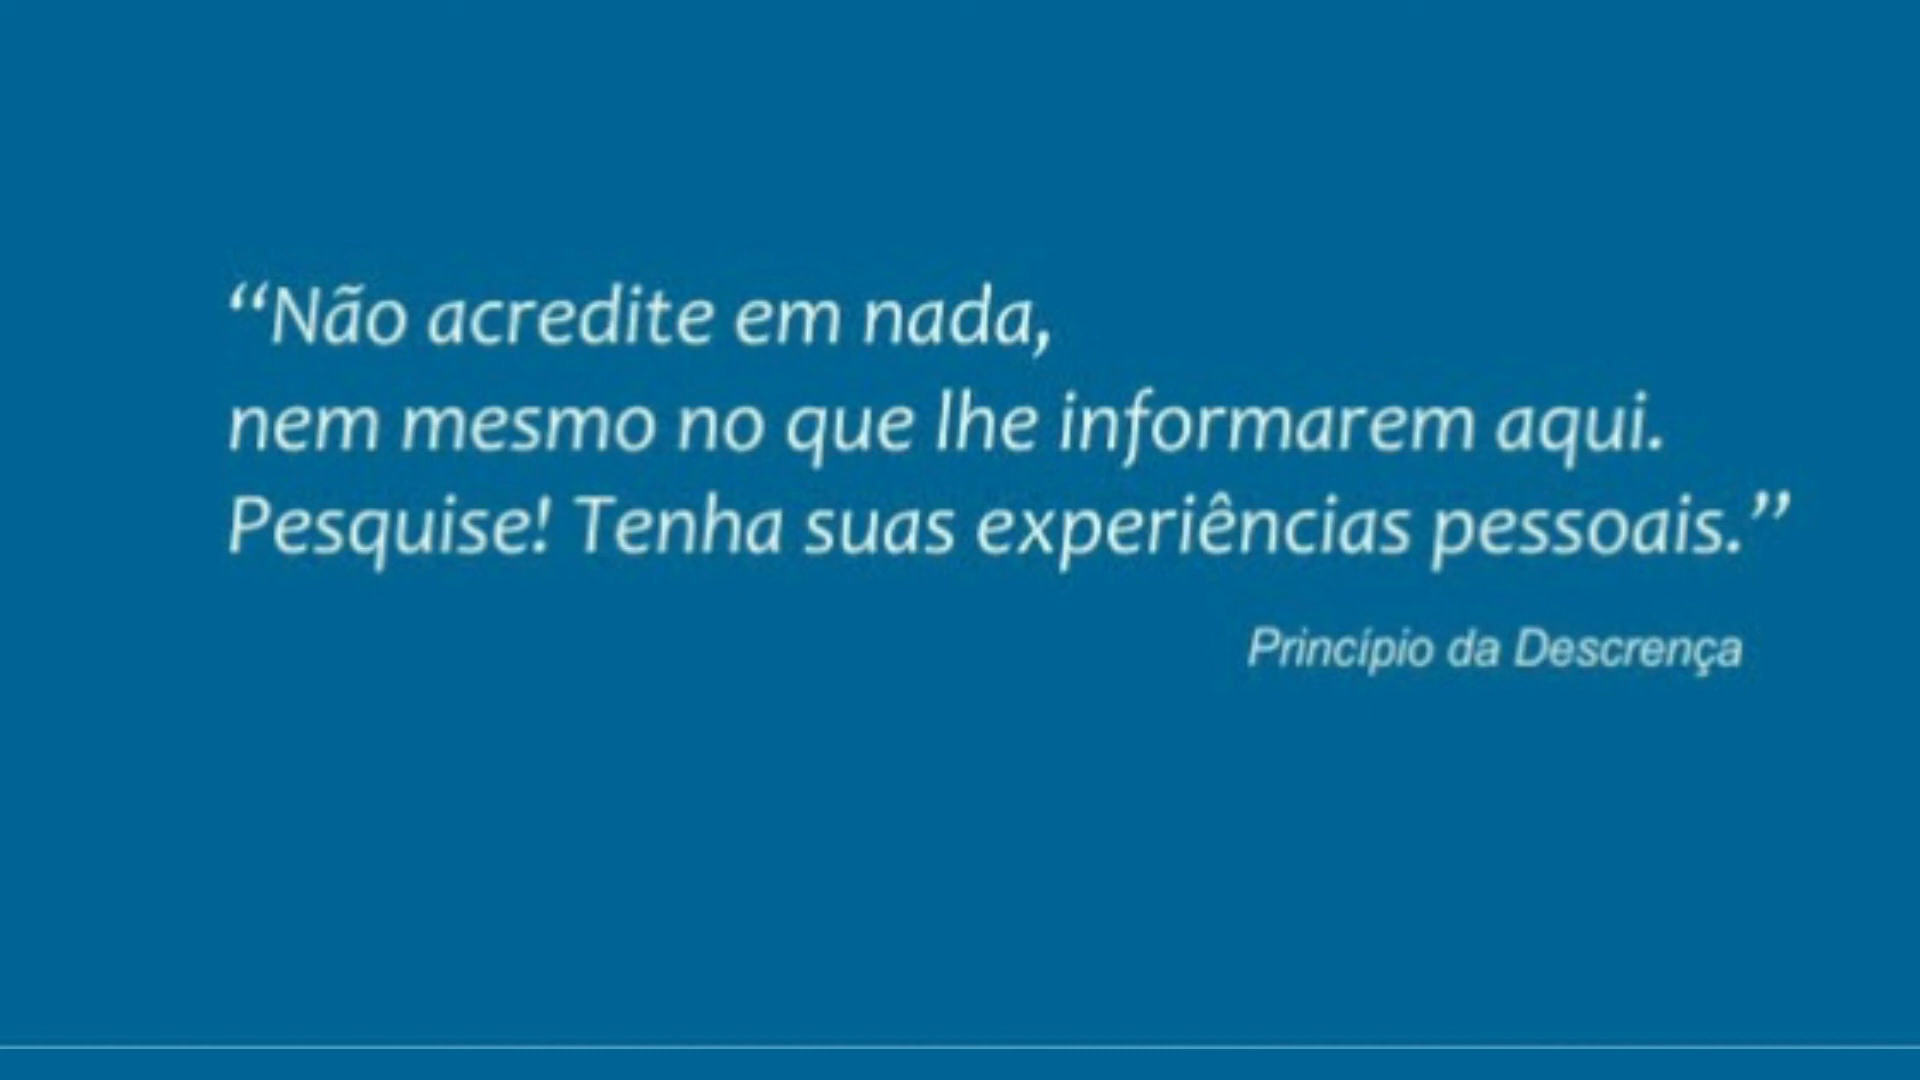 “Não acredite em nada,
nem mesmo no que lhe informarem aqui.
Pesquise! Tenha suas experiências pessoais.”
Princípio da Descrença